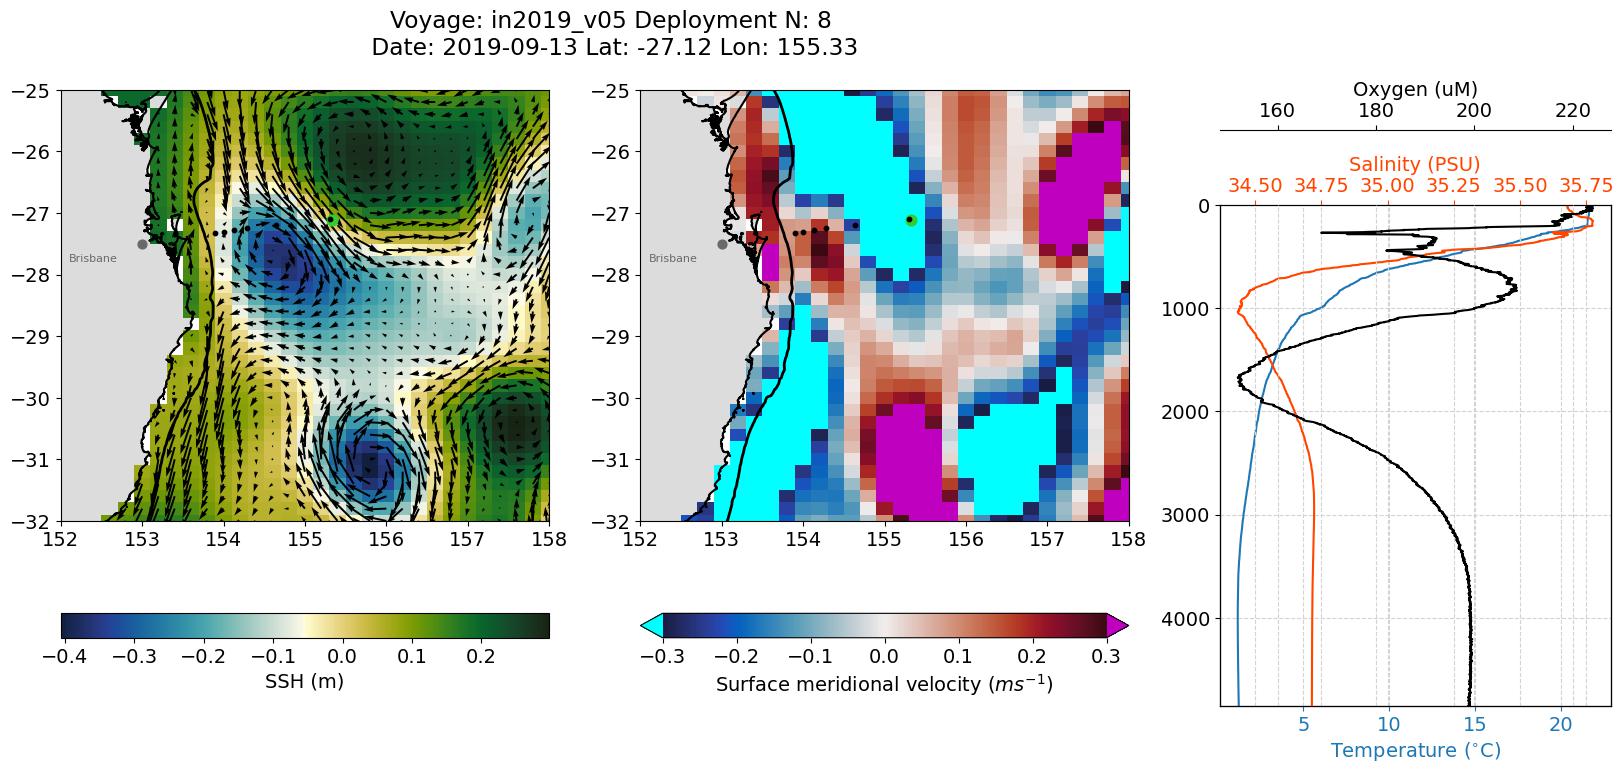 Voyage: in2019_v05 Deployment N: 8
Date: 2019-09-13 Lat: -27.12 Lon: 155.33
−25
−26
−27
−28
−29
−30
−31
−32
152 153 154 155 156 157 158
Brisbane
−0.4 −0.3 −0.2 −0.1 0.0 0.1 0.2
SSH (m)
−25
−26
−27
−28
−29
−30
−31
−32
152 153 154 155 156 157 158
Brisbane
−0.3 −0.2 −0.1 0.0 0.1 0.2 0.3
Surface meridional velocity (ms⁻¹)
Oxygen (uM)
160 180 200 220
Salinity (PSU)
34.50 34.75 35.00 35.25 35.50 35.75
0
1000
2000
3000
4000
5 10 15 20
Temperature (°C)